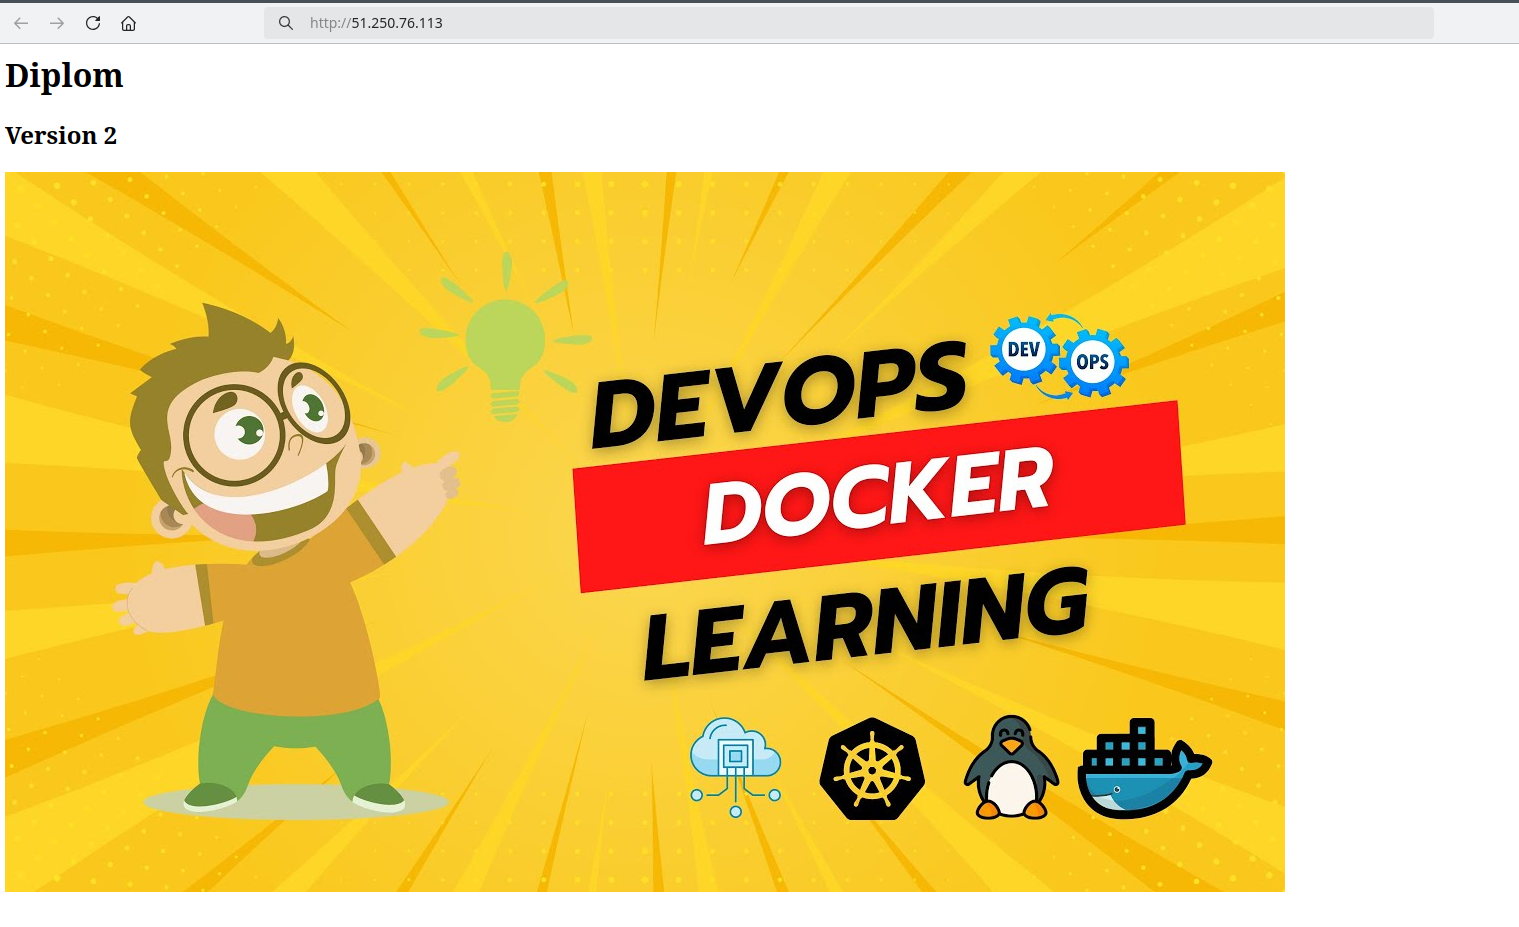 http://51.250.76.113
Diplom
Version 2
DEVOPS
DEV
OPS
DOCKER
LEARNING